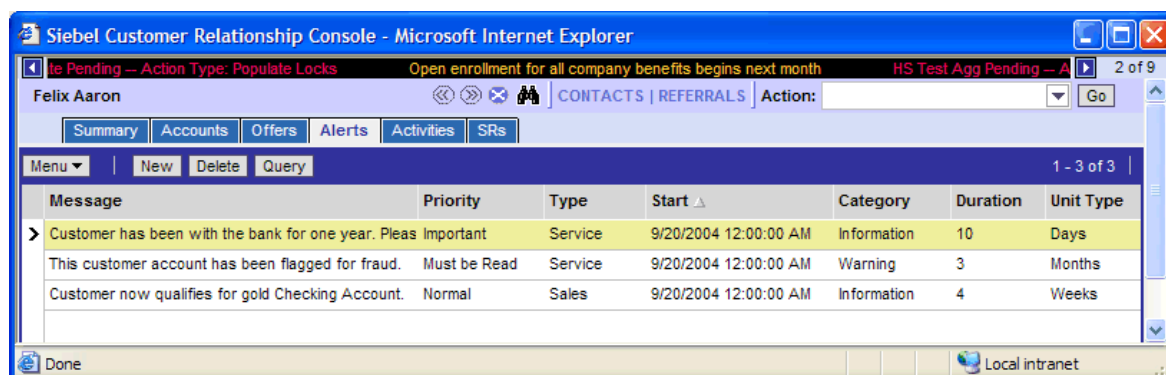 Siebel Customer Relationship Console - Microsoft Internet Explorer
te Pending -- Action Type: Populate Locks Open enrollment for all company benefits begins next month HS Test Agg Pending -- A 2 of 9
Felix Aaron CONTACTS | REFERRALS Action: Go
Summary Accounts Offers Alerts Activities SRs
Menu New Delete Query 1 - 3 of 3
Message Priority Type Start Category Duration Unit Type
Customer has been with the bank for one year. Pleas Important Service 9/20/2004 12:00:00 AM Information 10 Days
This customer account has been flagged for fraud. Must be Read Service 9/20/2004 12:00:00 AM Warning 3 Months
Customer now qualifies for gold Checking Account. Normal Sales 9/20/2004 12:00:00 AM Information 4 Weeks
Done Local intranet